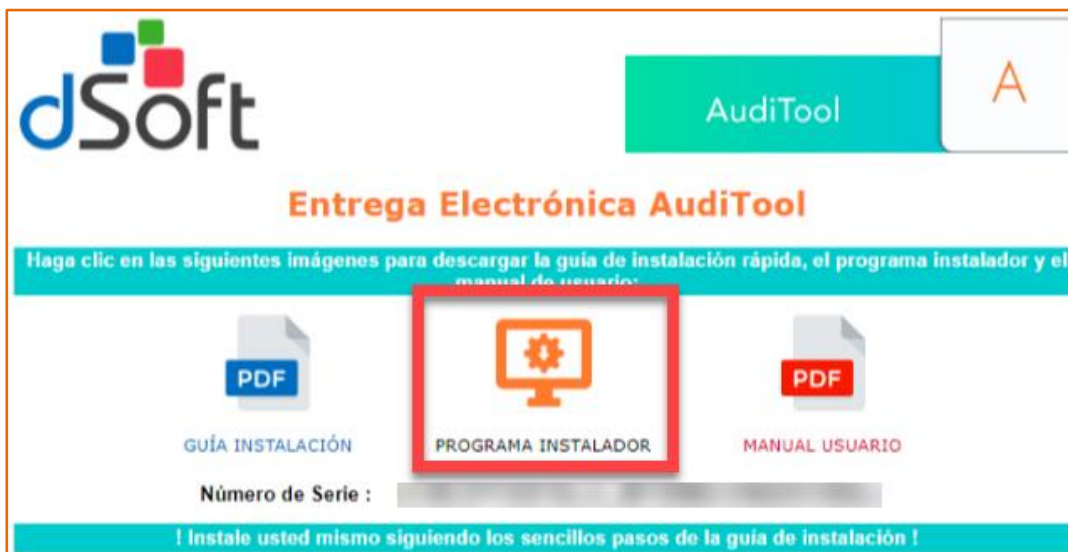 dSoft
AudiTool
A
Entrega Electrónica AudiTool
Haga clic en las siguientes imágenes para descargar la guía de instalación rápida, el programa instalador y el
manual de usuario:
PDF
PDF
GUÍA INSTALACIÓN
PROGRAMA INSTALADOR
MANUAL USUARIO
Número de Serie :
! Instale usted mismo siguiendo los sencillos pasos de la guía de instalación !